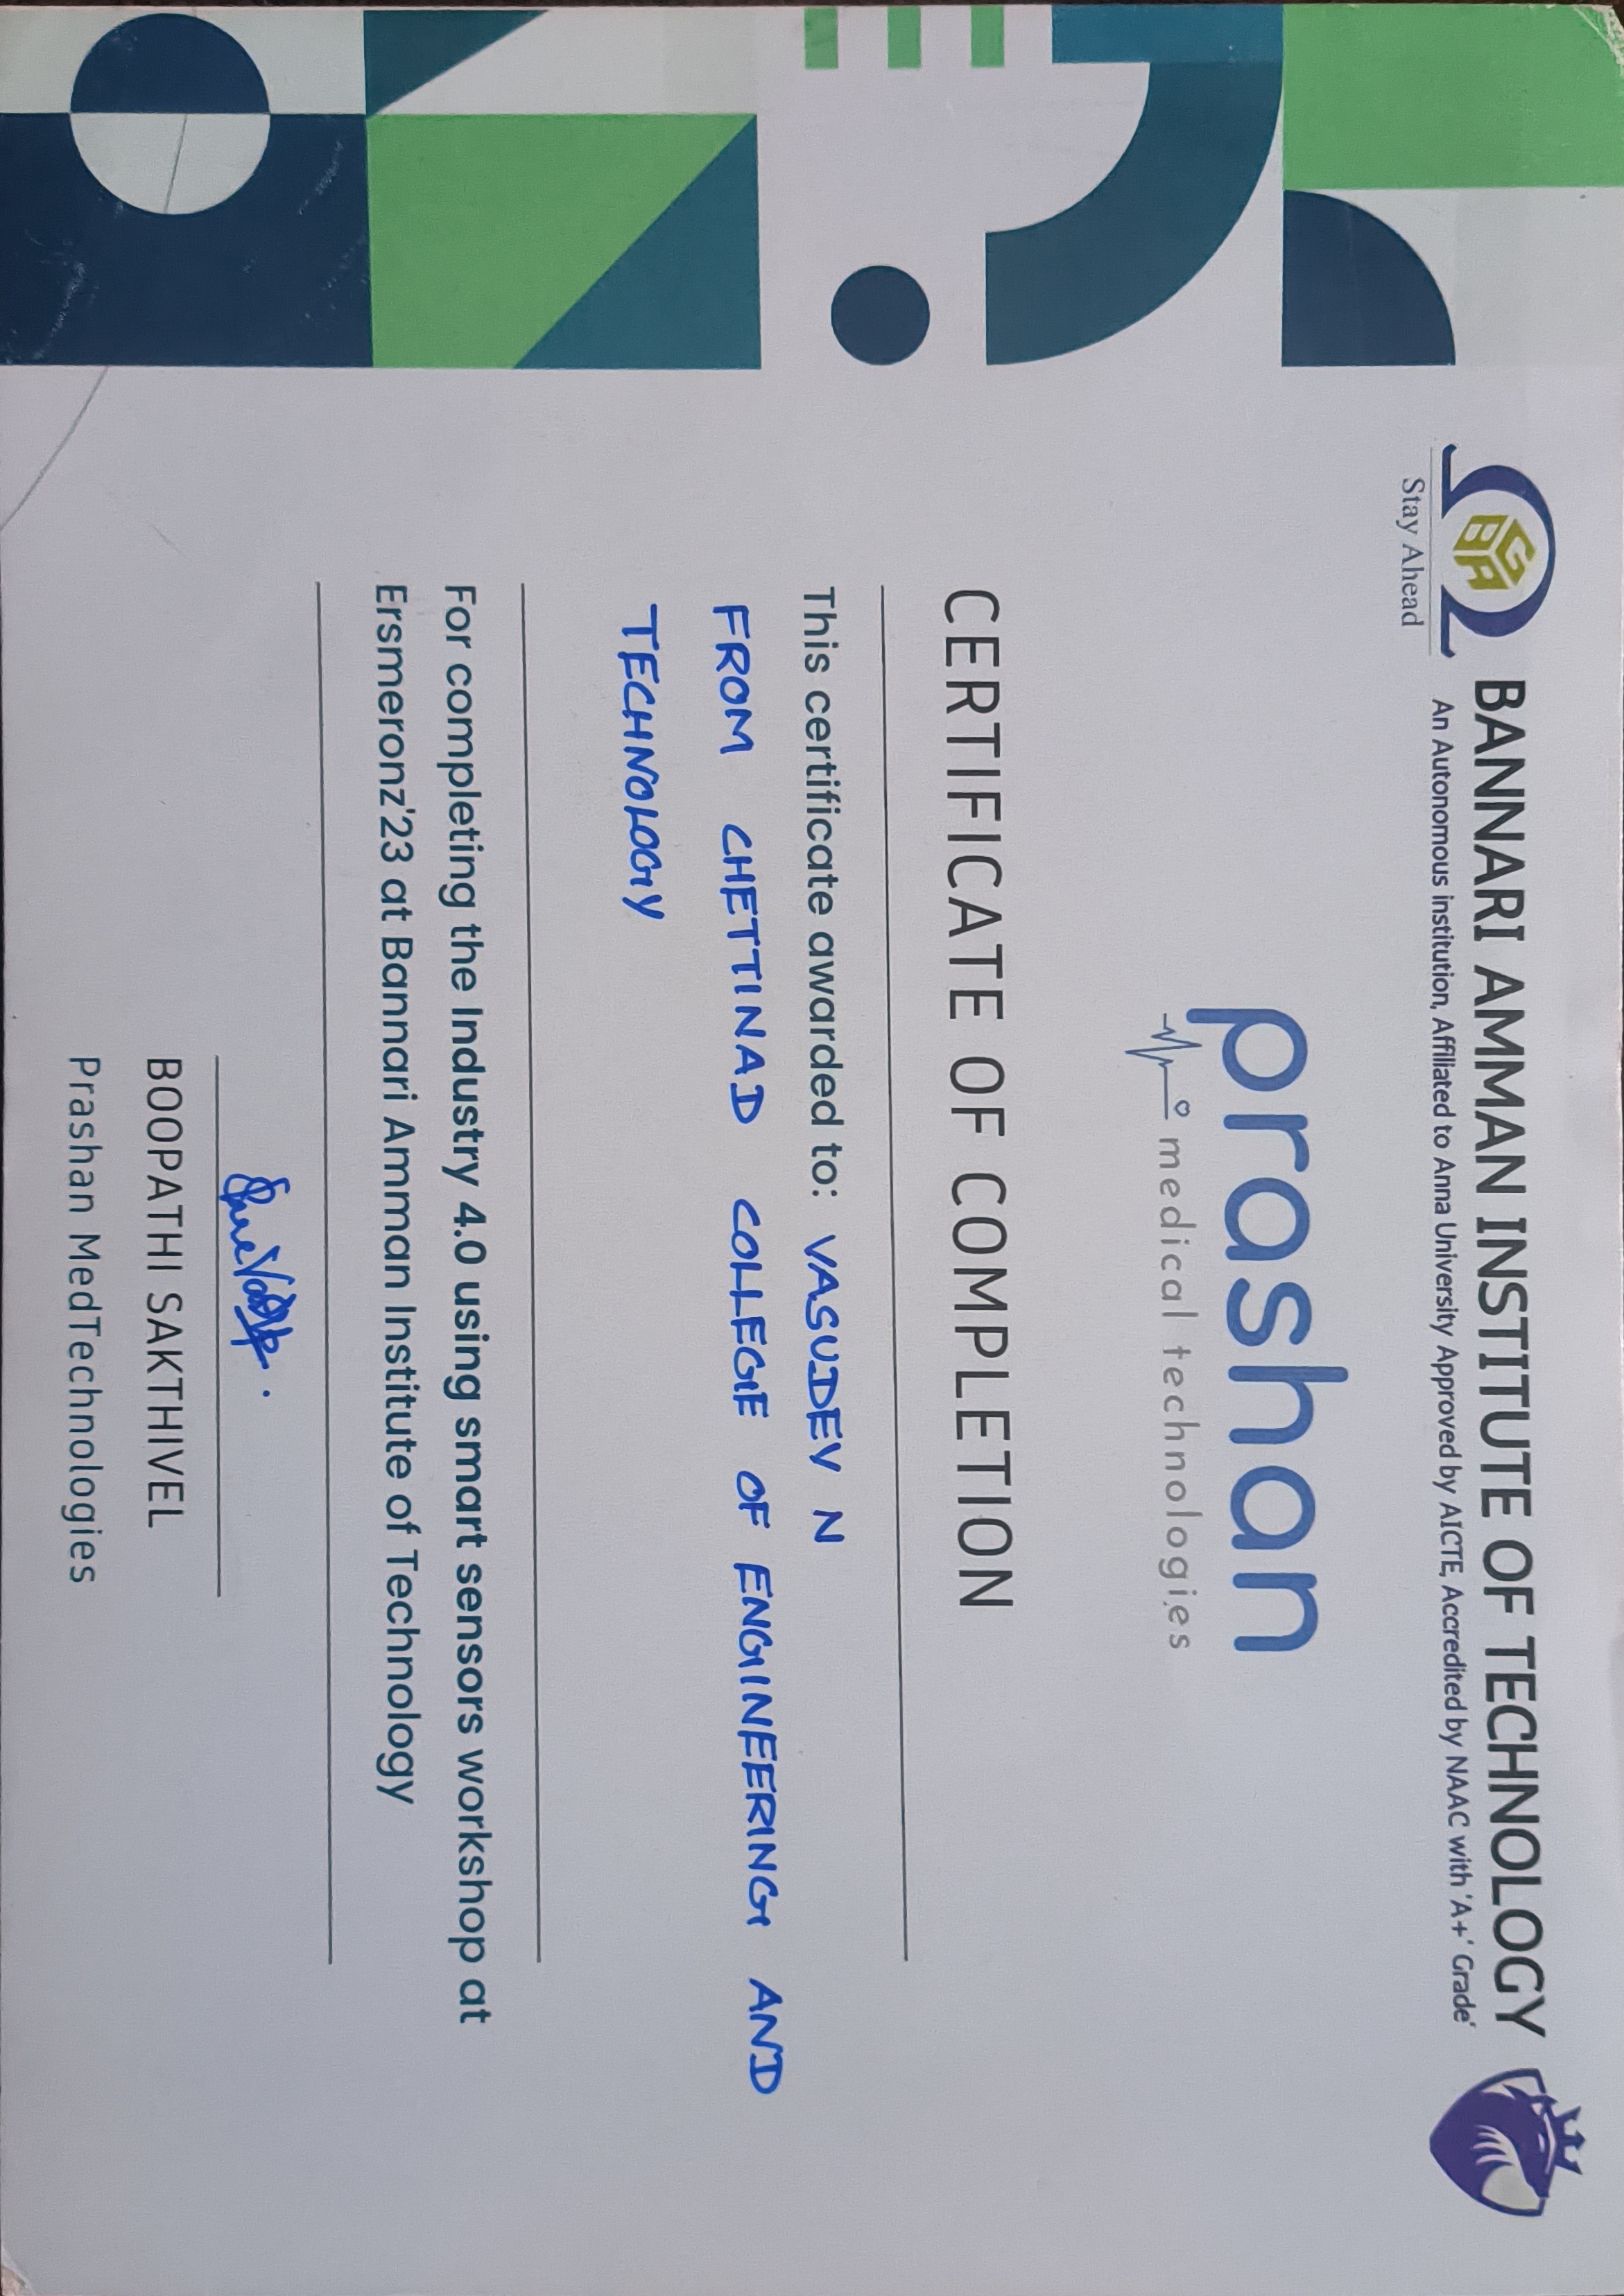 BANNARI AMMAN INSTITUTE OF TECHNOLOGY
An Autonomous institution, Affiliated to Anna University Approved by AICTE, Accredited by NAAC with 'A+' Grade'
BGA
Stay Ahead
prashan
medical technologies
CERTIFICATE OF COMPLETION
This certificate awarded to: VASUDEV N
FROM CHETTINAD COLLEGE OF ENGINEERING AND
TECHNOLOGY
For completing the Industry 4.0 using smart sensors workshop at
Ersmeronz'23 at Bannari Amman Institute of Technology
BOOPATHI SAKTHIVEL
Prashan MedTechnologies